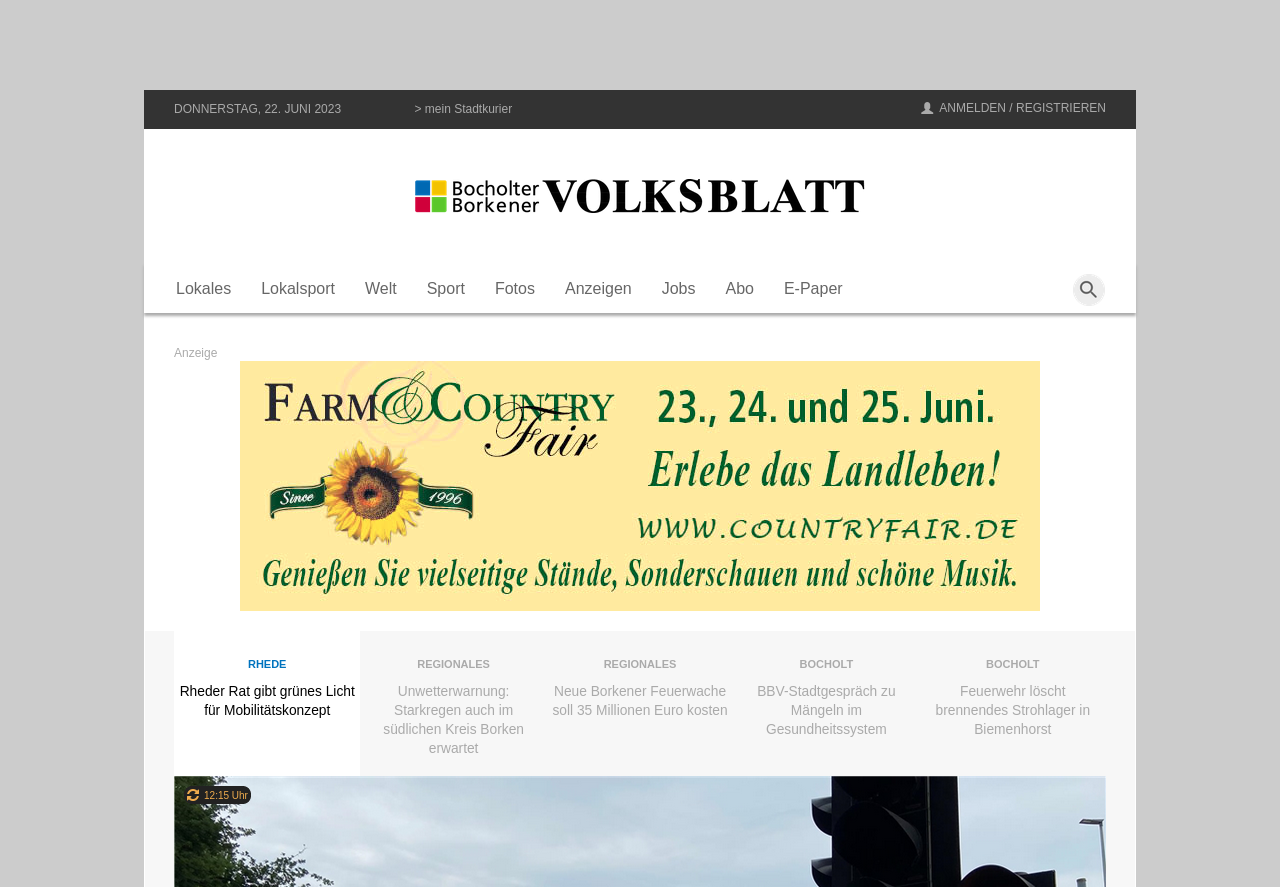 DONNERSTAG, 22. JUNI 2023
> mein Stadtkurier
ANMELDEN / REGISTRIEREN
Bocholter
Borkener
VOLKSBLATT
Lokales
Lokalsport
Welt
Sport
Fotos
Anzeigen
Jobs
Abo
E-Paper
Anzeige
FARM & COUNTRY
Fair
Since 1996
23., 24. und 25. Juni.
Erlebe das Landleben!
WWW.COUNTRYFAIR.DE
Genießen Sie vielseitige Stände, Sonderschauen und schöne Musik.
RHEDE
Rheder Rat gibt grünes Licht
für Mobilitätskonzept
REGIONALES
Unwetterwarnung:
Starkregen auch im
südlichen Kreis Borken
erwartet
REGIONALES
Neue Borkener Feuerwache
soll 35 Millionen Euro kosten
BOCHOLT
BBV-Stadtgespräch zu
Mängeln im
Gesundheitssystem
BOCHOLT
Feuerwehr löscht
brennendes Strohlager in
Biemenhorst
12:15 Uhr